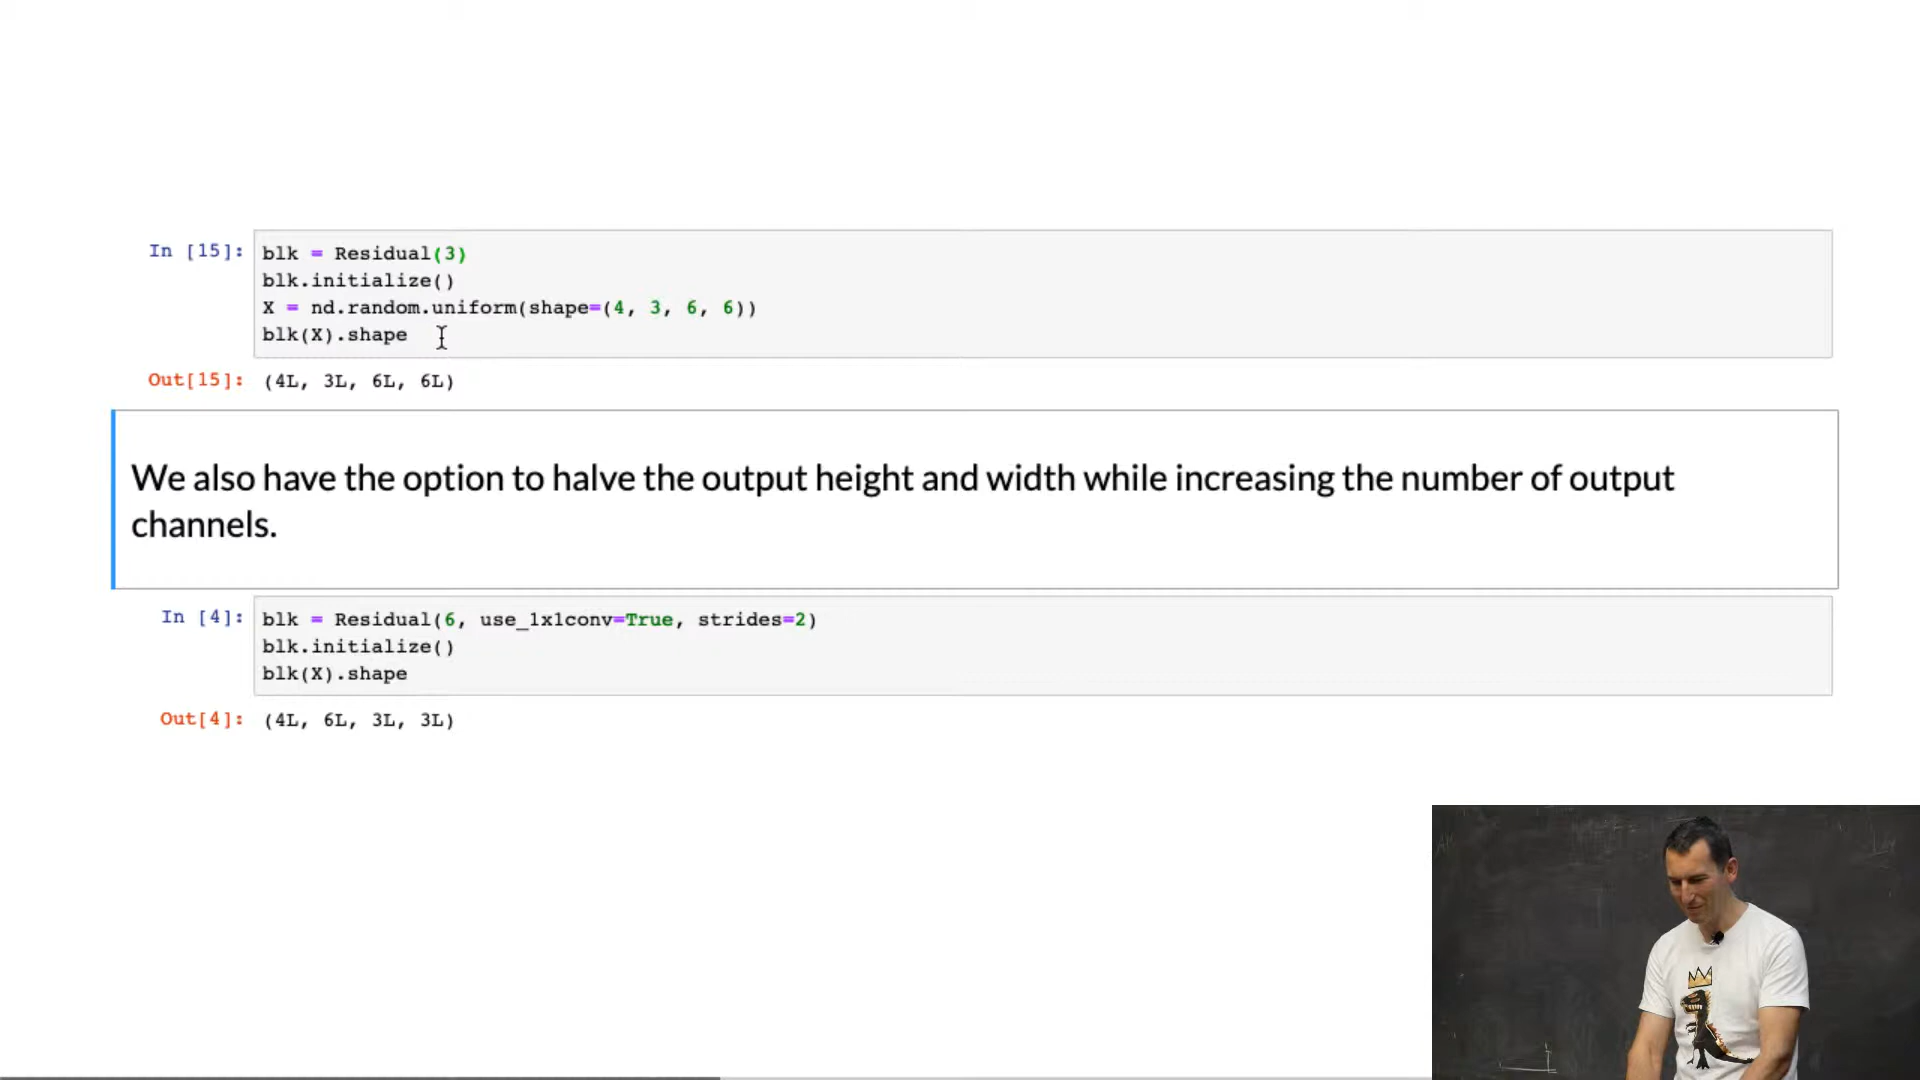 In [15]:
blk = Residual(3)
blk.initialize()
X = nd.random.uniform(shape=(4, 3, 6, 6))
blk(X).shape
Out[15]: (4L, 3L, 6L, 6L)
We also have the option to halve the output height and width while increasing the number of output
channels.
In [4]:
blk = Residual(6, use_1x1conv=True, strides=2)
blk.initialize()
blk(X).shape
Out[4]: (4L, 6L, 3L, 3L)